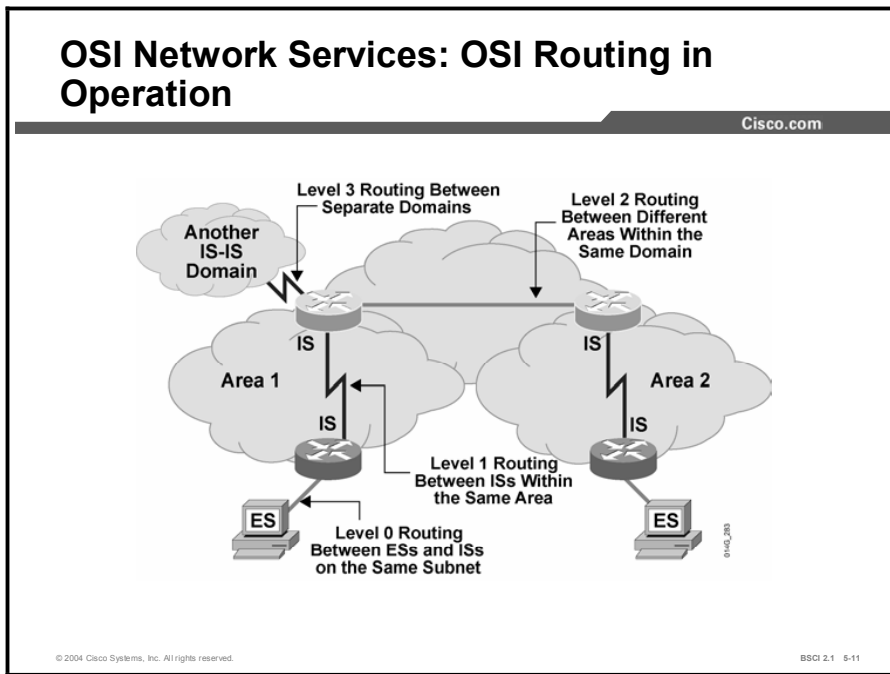 OSI Network Services: OSI Routing in
Operation
Cisco.com
Level 3 Routing Between
Separate Domains
Level 2 Routing
Between Different
Areas Within the
Same Domain
Another
IS-IS
Domain
IS
IS
Area 1
Area 2
IS
IS
Level 1 Routing
Between ISs Within
the Same Area
ES
ES
Level 0 Routing
Between ESs and ISs
on the Same Subnet
014G_283
© 2004 Cisco Systems, Inc. All rights reserved.
BSCI 2.1 5-11